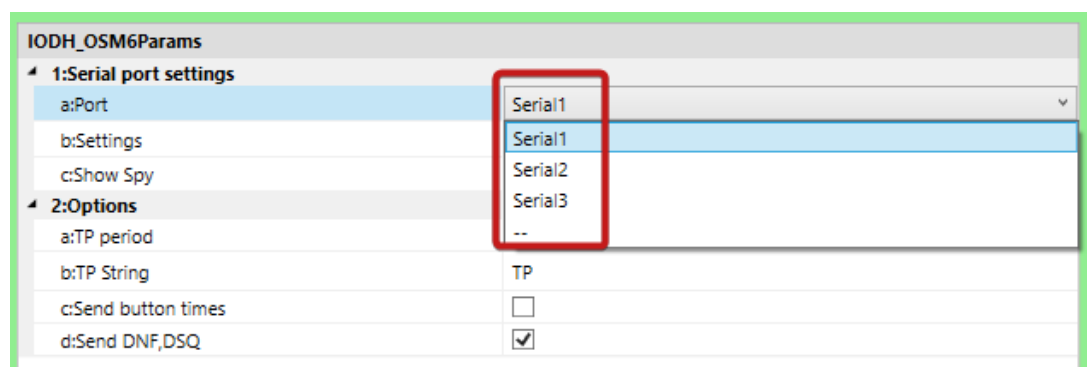 IODH_OSM6Params
1:Serial port settings
a:Port Serial1
b:Settings Serial1
c:Show Spy Serial2
Serial3
2:Options
a:TP period --
b:TP String TP
c:Send button times
d:Send DNF,DSQ